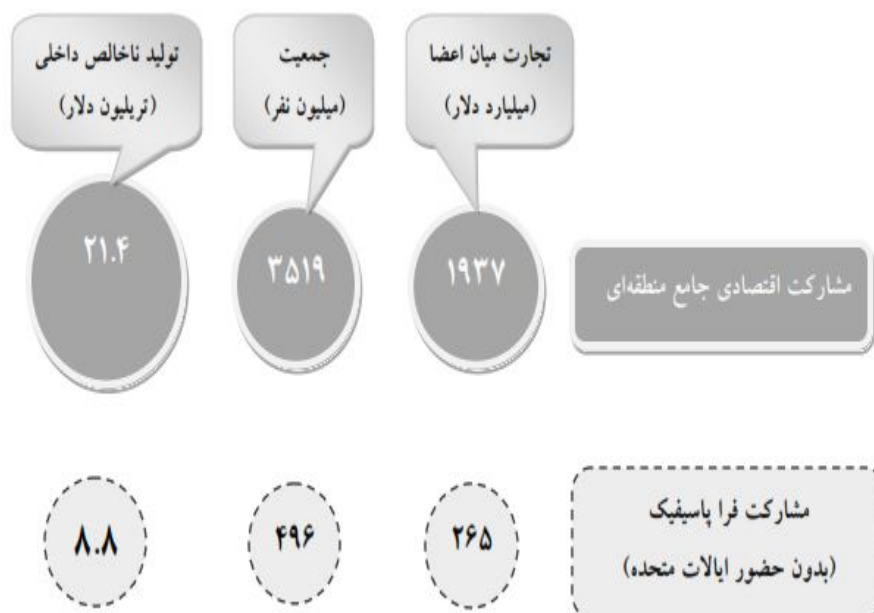 تجارت میان اعضا
(میلیارد دلار)
جمعیت
(میلیون نفر)
تولید ناخالص داخلی
(تریلیون دلار)
مشارکت اقتصادی جامع منطقه‌ای
۱۹۳۷
۳۵۱۹
۲۱.۴
مشارکت فرا پاسیفیک
(بدون حضور ایالات متحده)
۲۶۵
۴۹۶
۸.۸